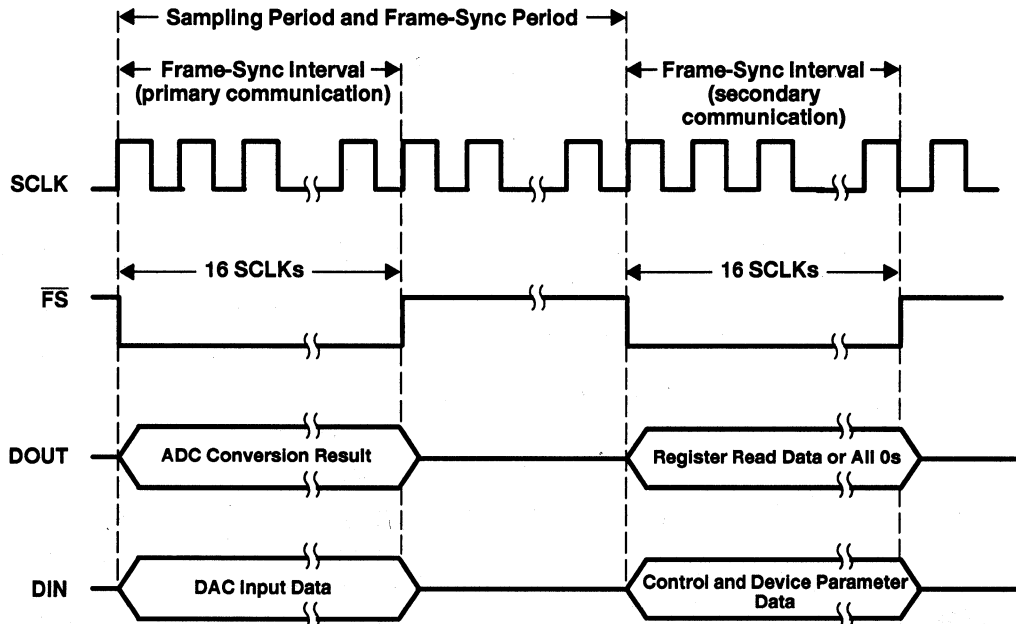 Sampling Period and Frame-Sync Period
Frame-Sync Interval
(primary communication)
Frame-Sync Interval
(secondary
communication)
SCLK
16 SCLKs
16 SCLKs
FS
DOUT
ADC Conversion Result
Register Read Data or All 0s
DIN
DAC Input Data
Control and Device Parameter
Data